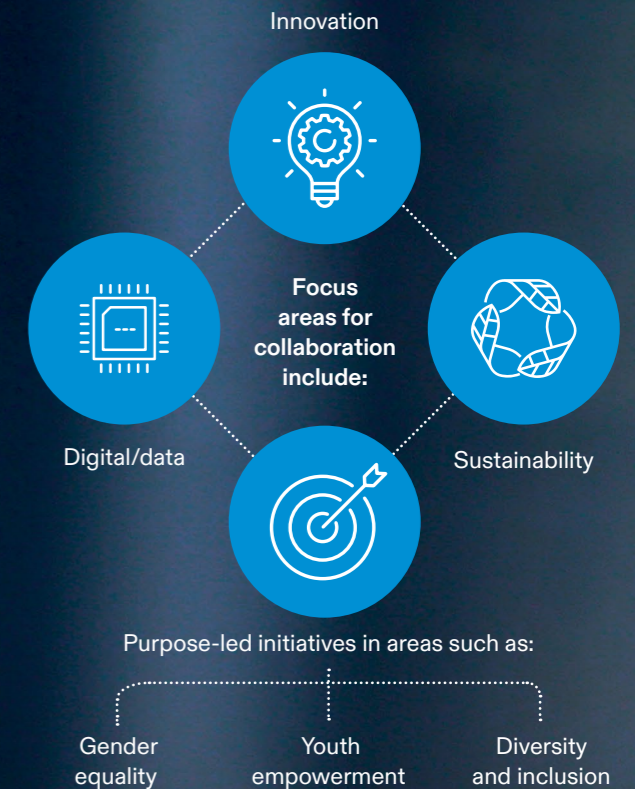 Innovation
Focus
areas for
collaboration
include:
Digital/data
Sustainability
Purpose-led initiatives in areas such as:
Gender
equality
Youth
empowerment
Diversity
and inclusion